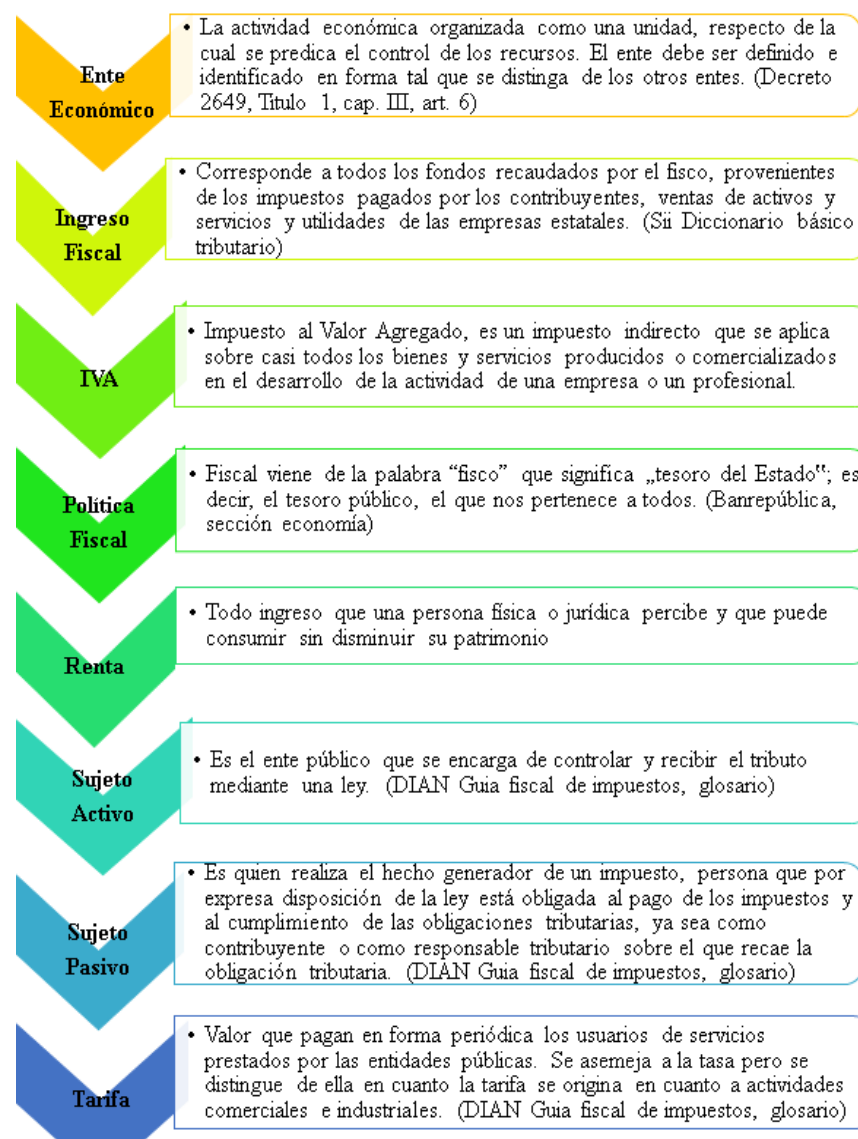 Ente
Económico
• La actividad económica organizada como una unidad, respecto de la
cual se predica el control de los recursos. El ente debe ser definido e
identificado en forma tal que se distinga de los otros entes. (Decreto
2649, Titulo 1, cap. III, art. 6)
Ingreso
Fiscal
• Corresponde a todos los fondos recaudados por el fisco, provenientes
de los impuestos pagados por los contribuyentes, ventas de activos y
servicios y utilidades de las empresas estatales. (Sii Diccionario básico
tributario)
IVA
• Impuesto al Valor Agregado, es un impuesto indirecto que se aplica
sobre casi todos los bienes y servicios producidos o comercializados
en el desarrollo de la actividad de una empresa o un profesional.
Política
Fiscal
• Fiscal viene de la palabra “fisco” que significa „tesoro del Estado‟; es
decir, el tesoro público, el que nos pertenece a todos. (Banrepública,
sección economía)
Renta
• Todo ingreso que una persona física o jurídica percibe y que puede
consumir sin disminuir su patrimonio
Sujeto
Activo
• Es el ente público que se encarga de controlar y recibir el tributo
mediante una ley. (DIAN Guia fiscal de impuestos, glosario)
Sujeto
Pasivo
• Es quien realiza el hecho generador de un impuesto, persona que por
expresa disposición de la ley está obligada al pago de los impuestos y
al cumplimiento de las obligaciones tributarias, ya sea como
contribuyente o como responsable tributario sobre el que recae la
obligación tributaria. (DIAN Guia fiscal de impuestos, glosario)
Tarifa
• Valor que pagan en forma periódica los usuarios de servicios
prestados por las entidades públicas. Se asemeja a la tasa pero se
distingue de ella en cuanto la tarifa se origina en cuanto a actividades
comerciales e industriales. (DIAN Guia fiscal de impuestos, glosario)